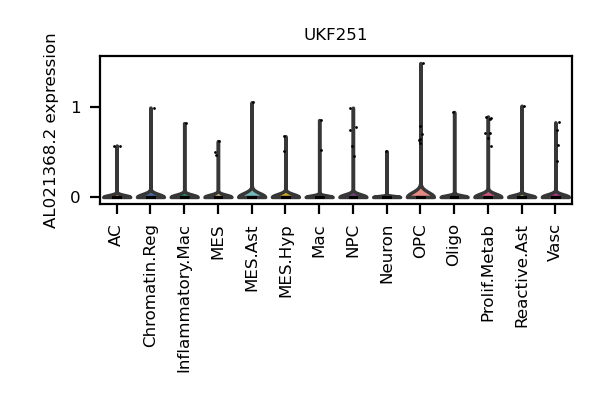 UKF251
AL021368.2 expression
1
0
AC
Chromatin.Reg
Inflammatory.Mac
MES
MES.Ast
MES.Hyp
Mac
NPC
Neuron
OPC
Oligo
Prolif.Metab
Reactive.Ast
Vasc